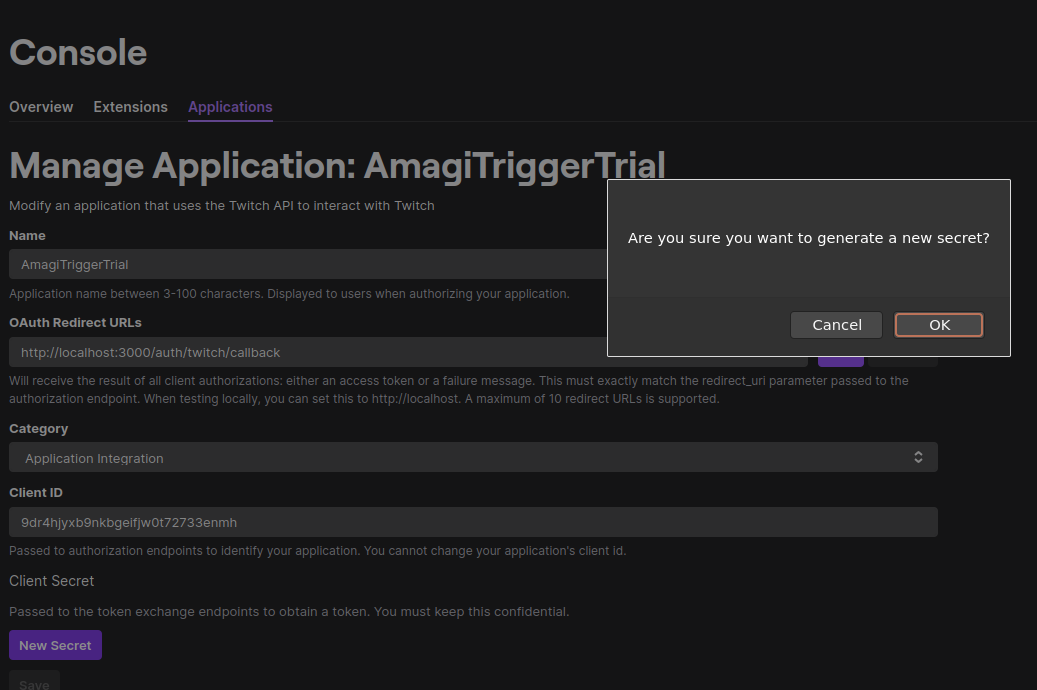 Console
Overview Extensions Applications
Manage Application: AmagiTriggerTrial
Modify an application that uses the Twitch API to interact with Twitch
Are you sure you want to generate a new secret?
Cancel OK
Name
AmagiTriggerTrial
Application name between 3-100 characters. Displayed to users when authorizing your application.
OAuth Redirect URLs
http://localhost:3000/auth/twitch/callback
Will receive the result of all client authorizations: either an access token or a failure message. This must exactly match the redirect_uri parameter passed to the
authorization endpoint. When testing locally, you can set this to http://localhost. A maximum of 10 redirect URLs is supported.
Category
Application Integration
Client ID
9dr4hjyxb9nkbgeifjw0t72733enmh
Passed to authorization endpoints to identify your application. You cannot change your application's client id.
Client Secret
Passed to the token exchange endpoints to obtain a token. You must keep this confidential.
New Secret
Save